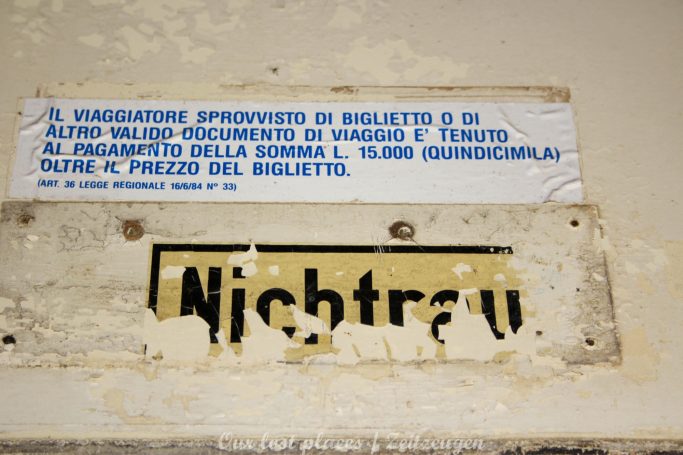 IL VIAGGIATORE SPROVVISTO DI BIGLIETTO O DI
ALTRO VALIDO DOCUMENTO DI VIAGGIO E' TENUTO
AL PAGAMENTO DELLA SOMMA L. 15.000 (QUINDICIMILA)
OLTRE IL PREZZO DEL BIGLIETTO.
(ART. 36 LEGGE REGIONALE 16/6/84 N° 33)
Nichtrau
Our lost places / Zeitzeugen